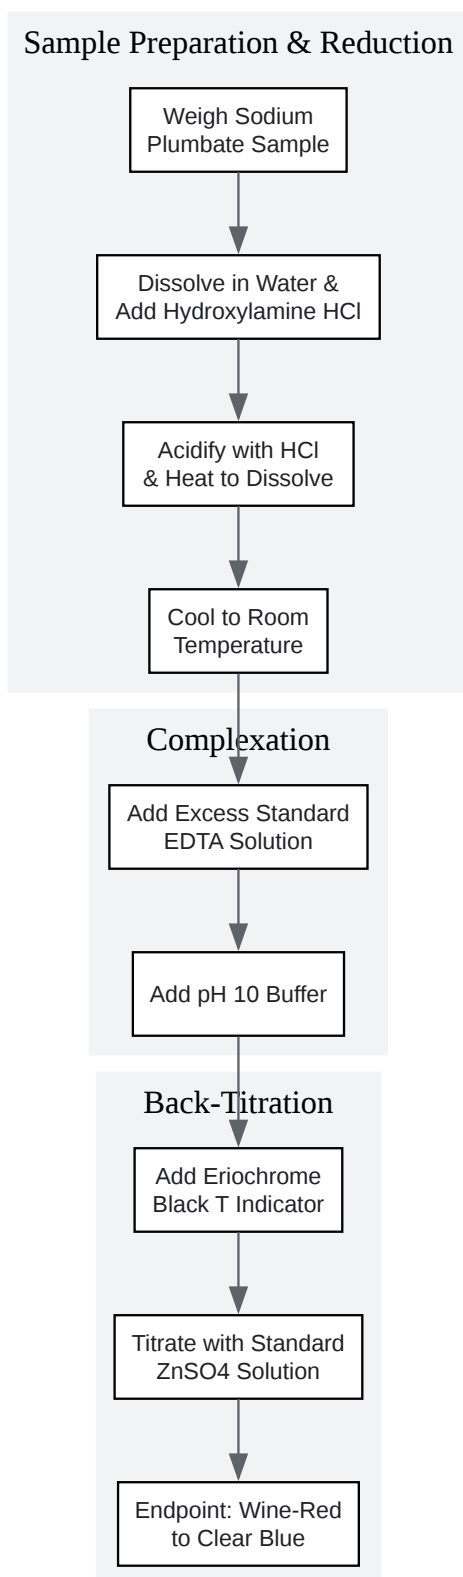 Sample Preparation & Reduction
Weigh Sodium
Plumbate Sample
Dissolve in Water &
Add Hydroxylamine HCl
Acidify with HCl
& Heat to Dissolve
Cool to Room
Temperature
Complexation
Add Excess Standard
EDTA Solution
Add pH 10 Buffer
Back-Titration
Add Eriochrome
Black T Indicator
Titrate with Standard
ZnSO4 Solution
Endpoint: Wine-Red
to Clear Blue